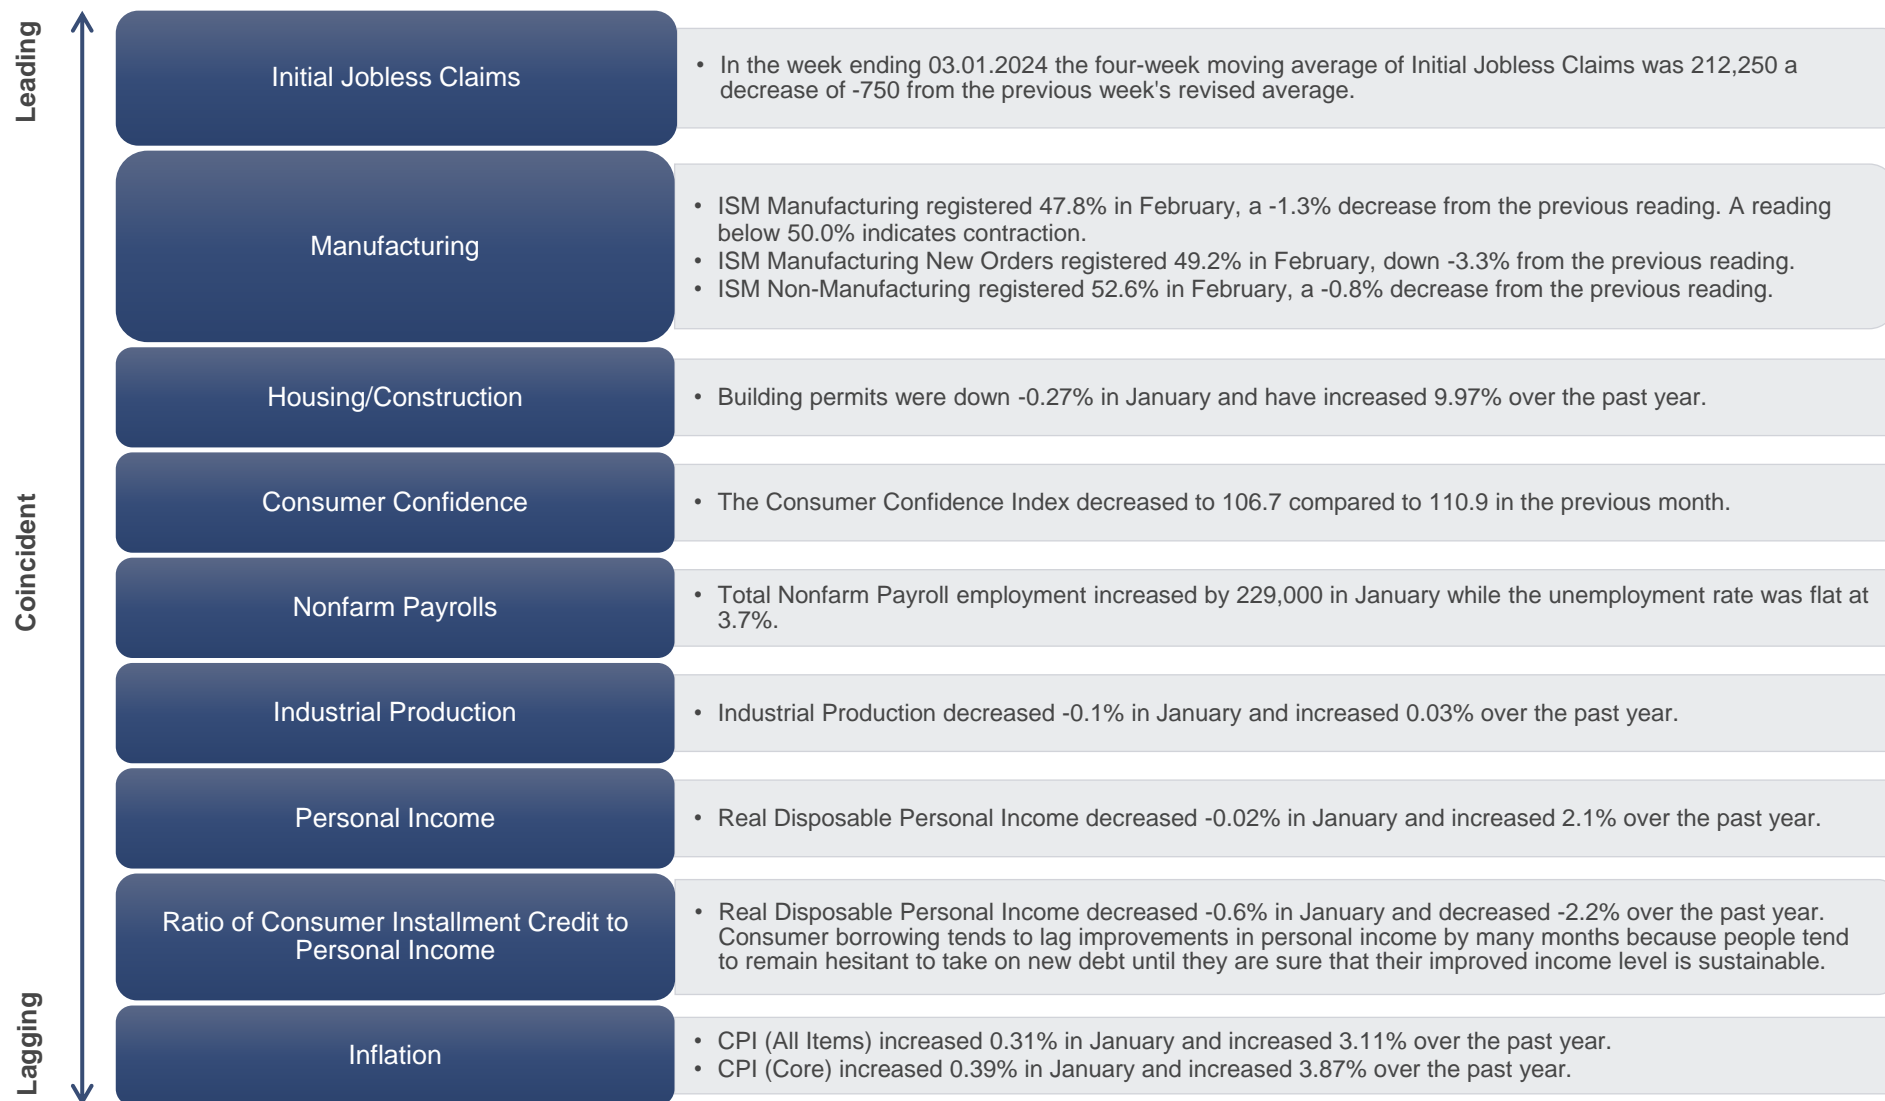 Leading
Initial Jobless Claims
• In the week ending 03.01.2024 the four-week moving average of Initial Jobless Claims was 212,250 a
decrease of -750 from the previous week's revised average.
Manufacturing
• ISM Manufacturing registered 47.8% in February, a -1.3% decrease from the previous reading. A reading
below 50.0% indicates contraction.
• ISM Manufacturing New Orders registered 49.2% in February, down -3.3% from the previous reading.
• ISM Non-Manufacturing registered 52.6% in February, a -0.8% decrease from the previous reading.
Housing/Construction
• Building permits were down -0.27% in January and have increased 9.97% over the past year.
Coincident
Consumer Confidence
• The Consumer Confidence Index decreased to 106.7 compared to 110.9 in the previous month.
Nonfarm Payrolls
• Total Nonfarm Payroll employment increased by 229,000 in January while the unemployment rate was flat at
3.7%.
Industrial Production
• Industrial Production decreased -0.1% in January and increased 0.03% over the past year.
Personal Income
• Real Disposable Personal Income decreased -0.02% in January and increased 2.1% over the past year.
Ratio of Consumer Installment Credit to
Personal Income
• Real Disposable Personal Income decreased -0.6% in January and decreased -2.2% over the past year.
Consumer borrowing tends to lag improvements in personal income by many months because people tend
to remain hesitant to take on new debt until they are sure that their improved income level is sustainable.
Lagging
Inflation
• CPI (All Items) increased 0.31% in January and increased 3.11% over the past year.
• CPI (Core) increased 0.39% in January and increased 3.87% over the past year.